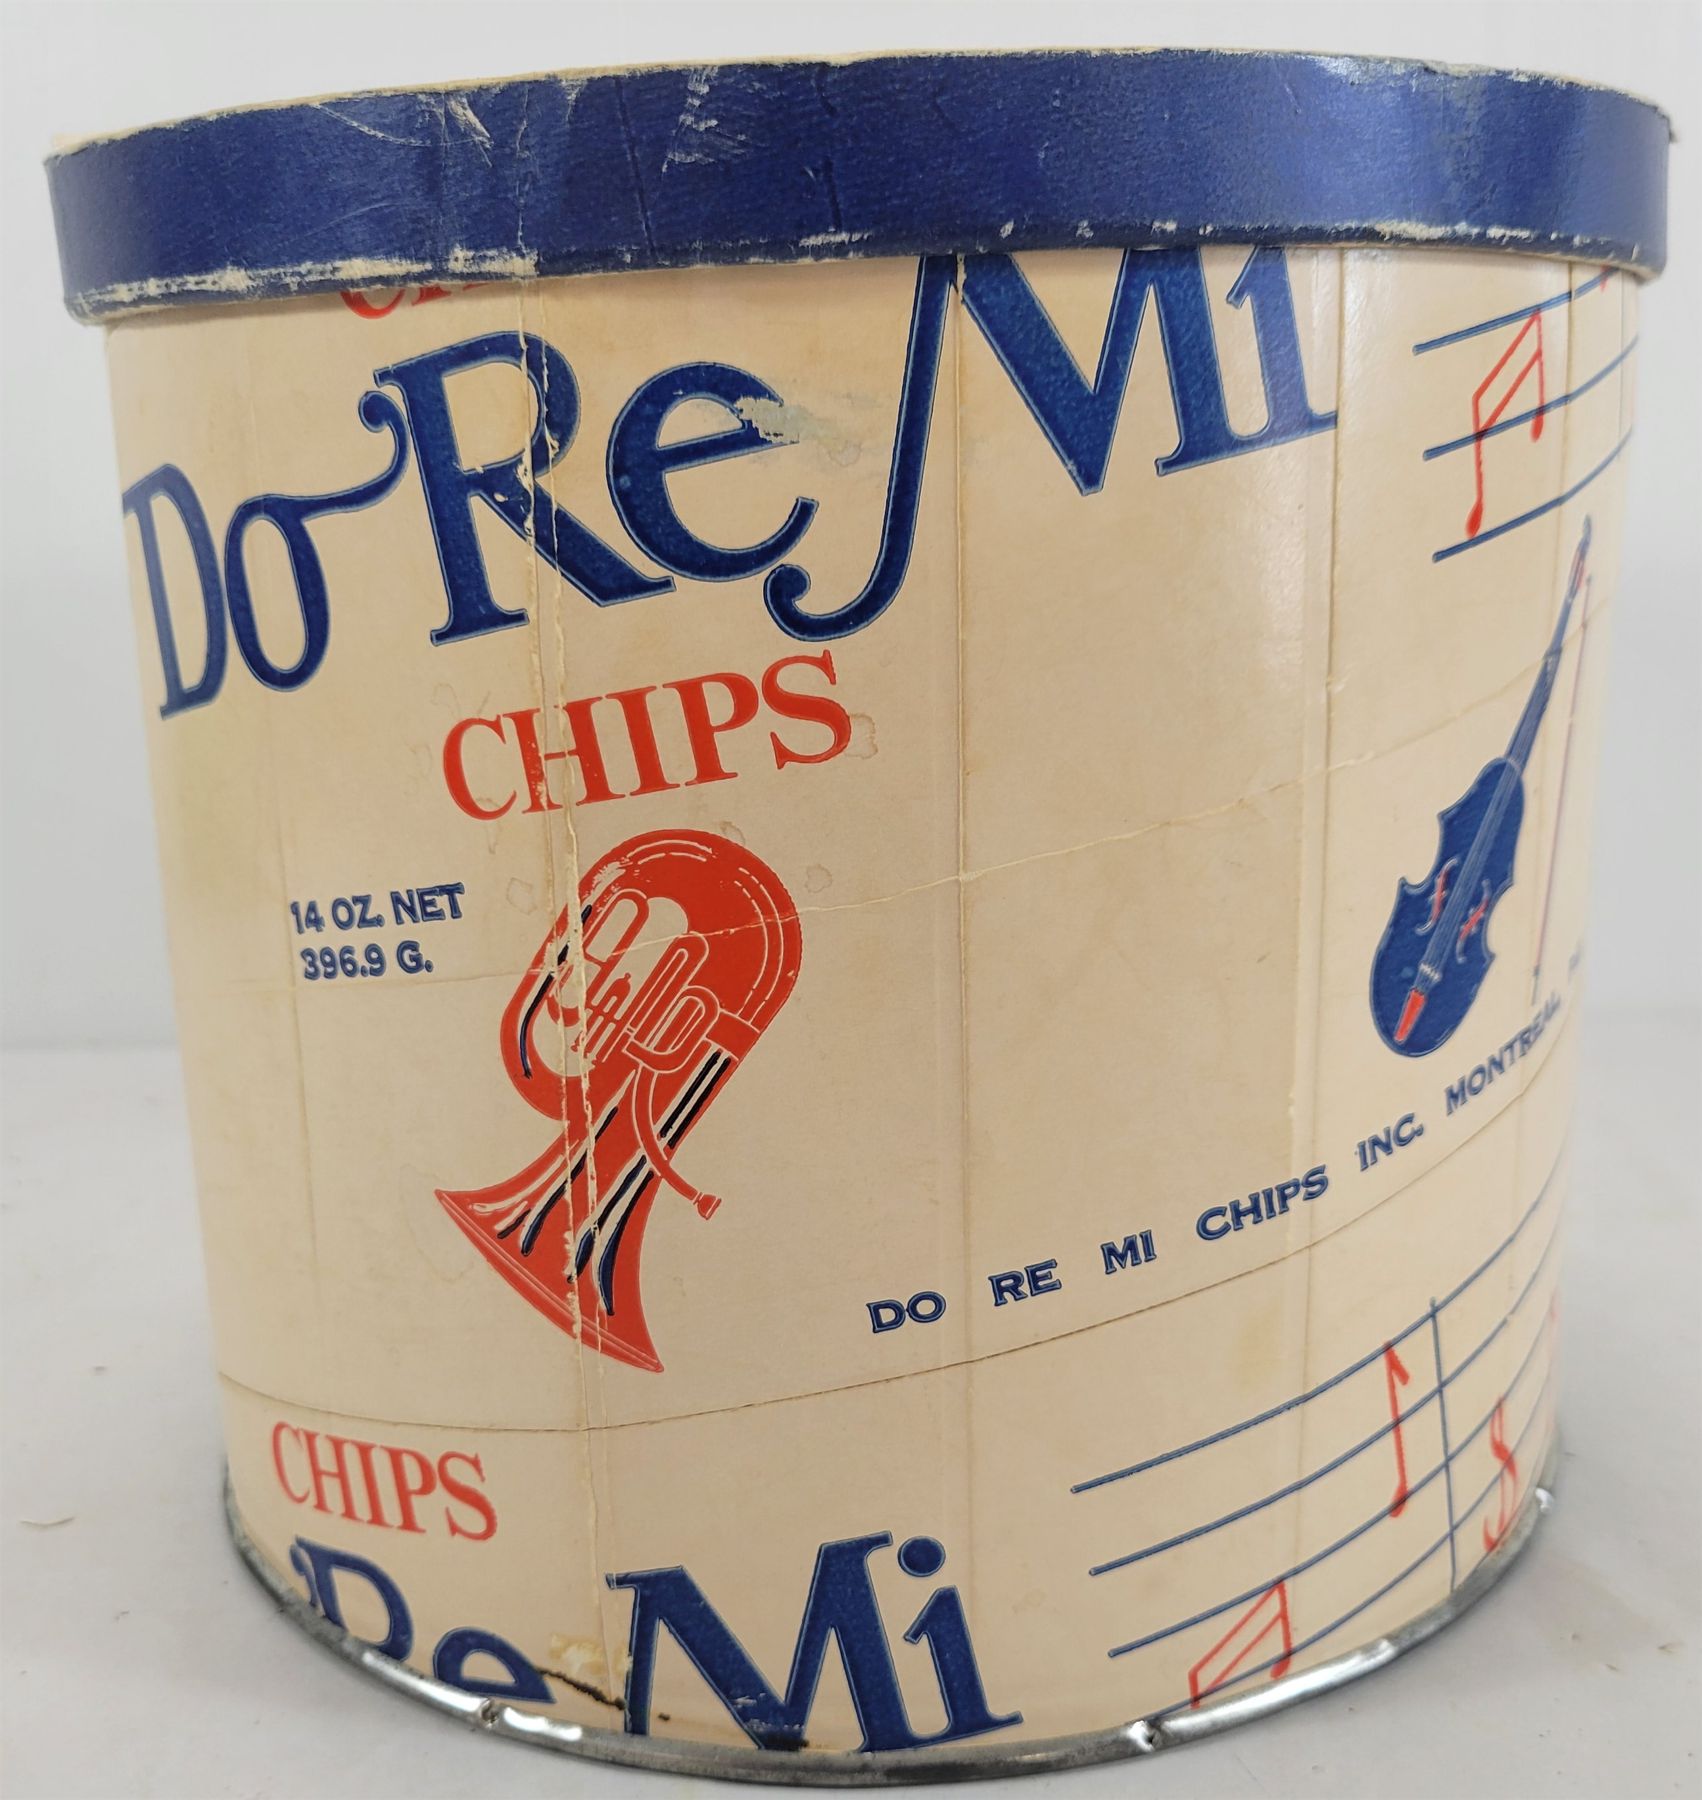 Do Re Mi
CHIPS
14 OZ. NET
396.9 G.
DO RE MI CHIPS INC. MONTREAL
CHIPS
Re Mi